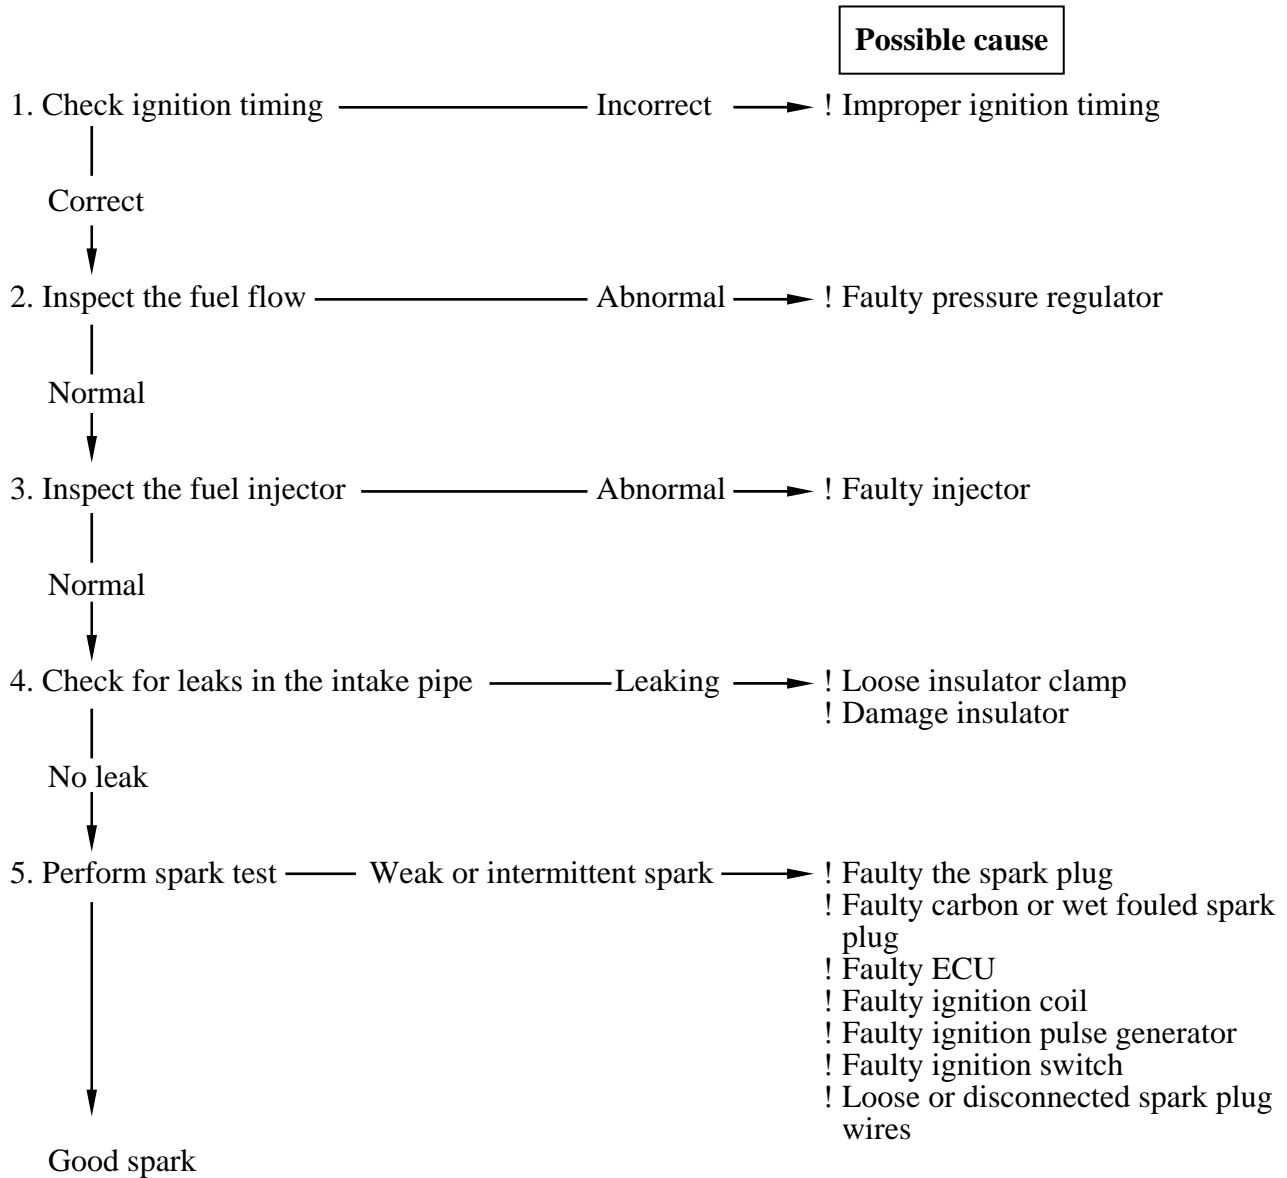 Possible cause
1. Check ignition timing Incorrect ! Improper ignition timing
Correct
2. Inspect the fuel flow Abnormal ! Faulty pressure regulator
Normal
3. Inspect the fuel injector Abnormal ! Faulty injector
Normal
4. Check for leaks in the intake pipe Leaking ! Loose insulator clamp
! Damage insulator
No leak
5. Perform spark test Weak or intermittent spark ! Faulty the spark plug
! Faulty carbon or wet fouled spark
plug
! Faulty ECU
! Faulty ignition coil
! Faulty ignition pulse generator
! Faulty ignition switch
! Loose or disconnected spark plug
wires
Good spark